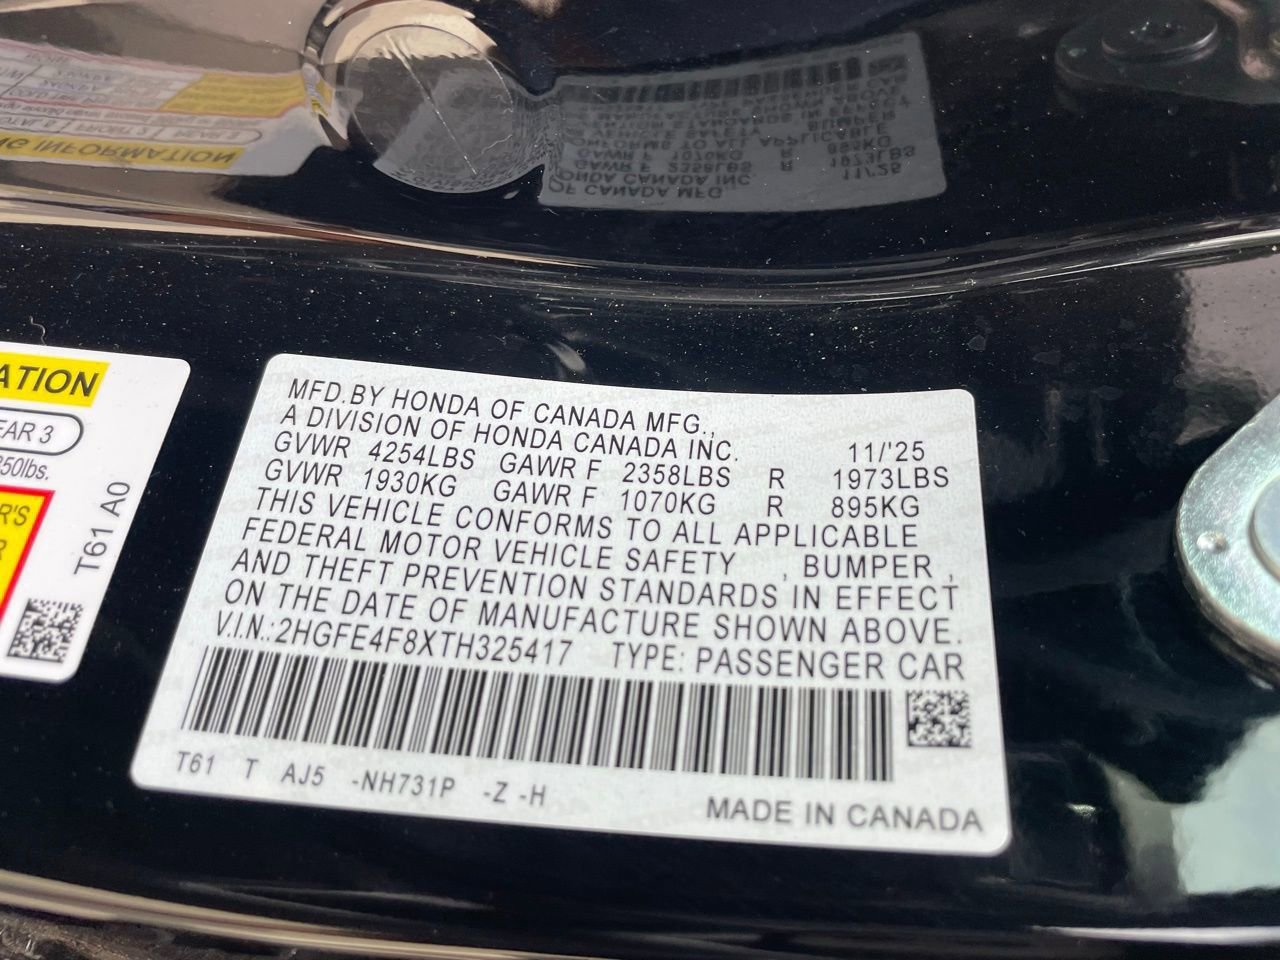 MFD.BY HONDA OF CANADA MFG.,
A DIVISION OF HONDA CANADA INC. 11/'25
GVWR 4254LBS GAWR F 2358LBS R 1973LBS
GVWR 1930KG GAWR F 1070KG R 895KG
THIS VEHICLE CONFORMS TO ALL APPLICABLE
FEDERAL MOTOR VEHICLE SAFETY , BUMPER ,
AND THEFT PREVENTION STANDARDS IN EFFECT
ON THE DATE OF MANUFACTURE SHOWN ABOVE.
V.I.N.:2HGFE4F8XTH325417 TYPE: PASSENGER CAR
T61 T AJ5 -NH731P -Z -H
MADE IN CANADA
ATION
EAR 3
850lbs.
R'S
R
T61 A0